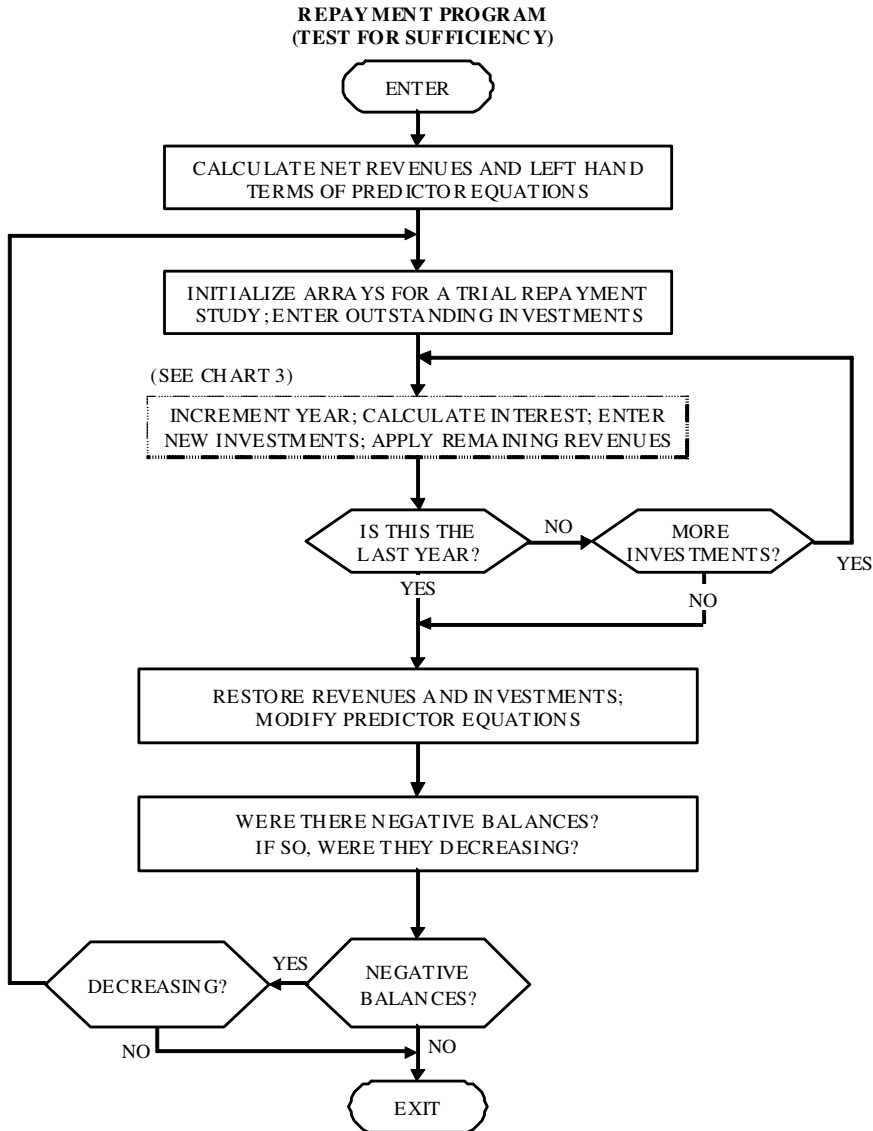 REPAYMENT PROGRAM
(TEST FOR SUFFICIENCY)
ENTER
CALCULATE NET REVENUES AND LEFT HAND
TERMS OF PREDICTOR EQUATIONS
INITIALIZE ARRAYS FOR A TRIAL REPAYMENT
STUDY; ENTER OUTSTANDING INVESTMENTS
(SEE CHART 3)
INCREMENT YEAR; CALCULATE INTEREST; ENTER
NEW INVESTMENTS; APPLY REMAINING REVENUES
IS THIS THE
LAST YEAR?
NO
MORE
INVESTMENTS?
YES
YES
NO
RESTORE REVENUES AND INVESTMENTS;
MODIFY PREDICTOR EQUATIONS
WERE THERE NEGATIVE BALANCES?
IF SO, WERE THEY DECREASING?
DECREASING?
YES
NEGATIVE
BALANCES?
NO
NO
EXIT